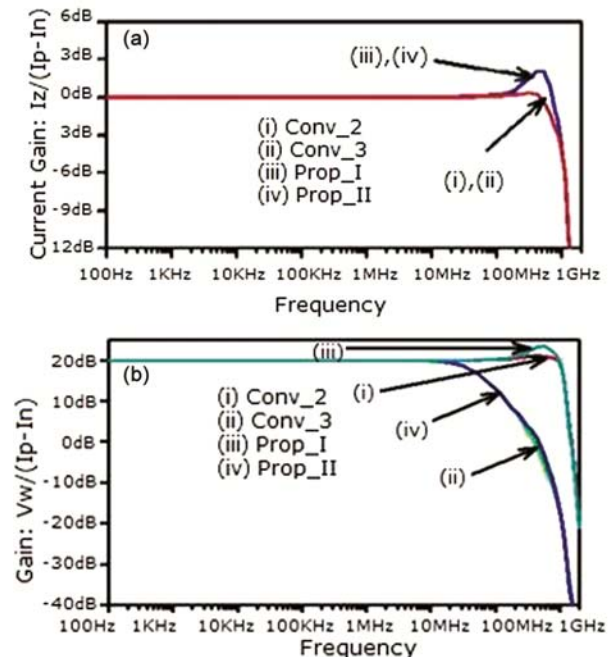 (a)
6dB
3dB
0dB
3dB
-6dB
-9dB
12dB
Current Gain: Iz/(Ip-In)
(iii),(iv)
(i) Conv_2
(ii) Conv_3
(iii) Prop_I
(iv) Prop_II
(i),(ii)
100Hz 1KHz 10KHz 100KHz 1MHz 10MHz 100MHz 1GHz
Frequency
(b)
20dB
10dB
0dB
-10dB
-20dB
-30dB
-40dB
Gain: Vw/(Ip-In)
(iii)
(i) Conv_2
(ii) Conv_3
(iii) Prop_I
(iv) Prop_II
(i)
(iv)
(ii)
100Hz 1KHz 10KHz 100KHz 1MHz 10MHz 100MHz 1GHz
Frequency